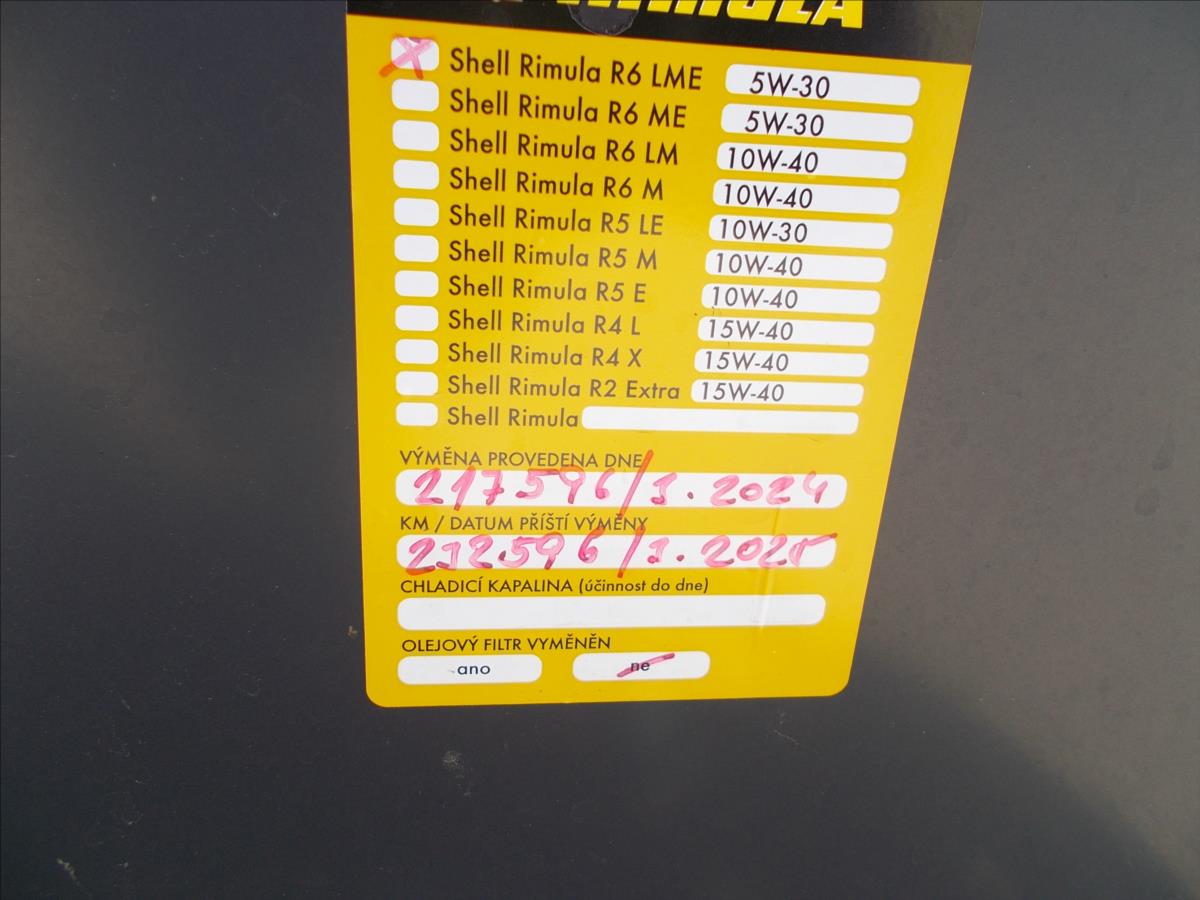 RIMULA
Shell Rimula R6 LME 5W-30
Shell Rimula R6 ME 5W-30
Shell Rimula R6 LM 10W-40
Shell Rimula R6 M 10W-40
Shell Rimula R5 LE 10W-30
Shell Rimula R5 M 10W-40
Shell Rimula R5 E 10W-40
Shell Rimula R4 L 15W-40
Shell Rimula R4 X 15W-40
Shell Rimula R2 Extra 15W-40
Shell Rimula
VÝMĚNA PROVEDENA DNE
217596/1.2024
KM / DATUM PŘÍŠTÍ VÝMĚNY
232596/1.2025
CHLADICÍ KAPALINA (účinnost do dne)
OLEJOVÝ FILTR VYMĚNĚN
ano ne